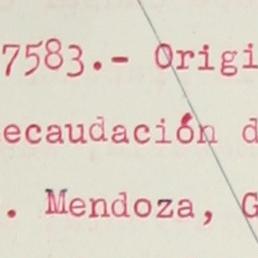 7583.- Origi
ecaudación d
. Mendoza, G